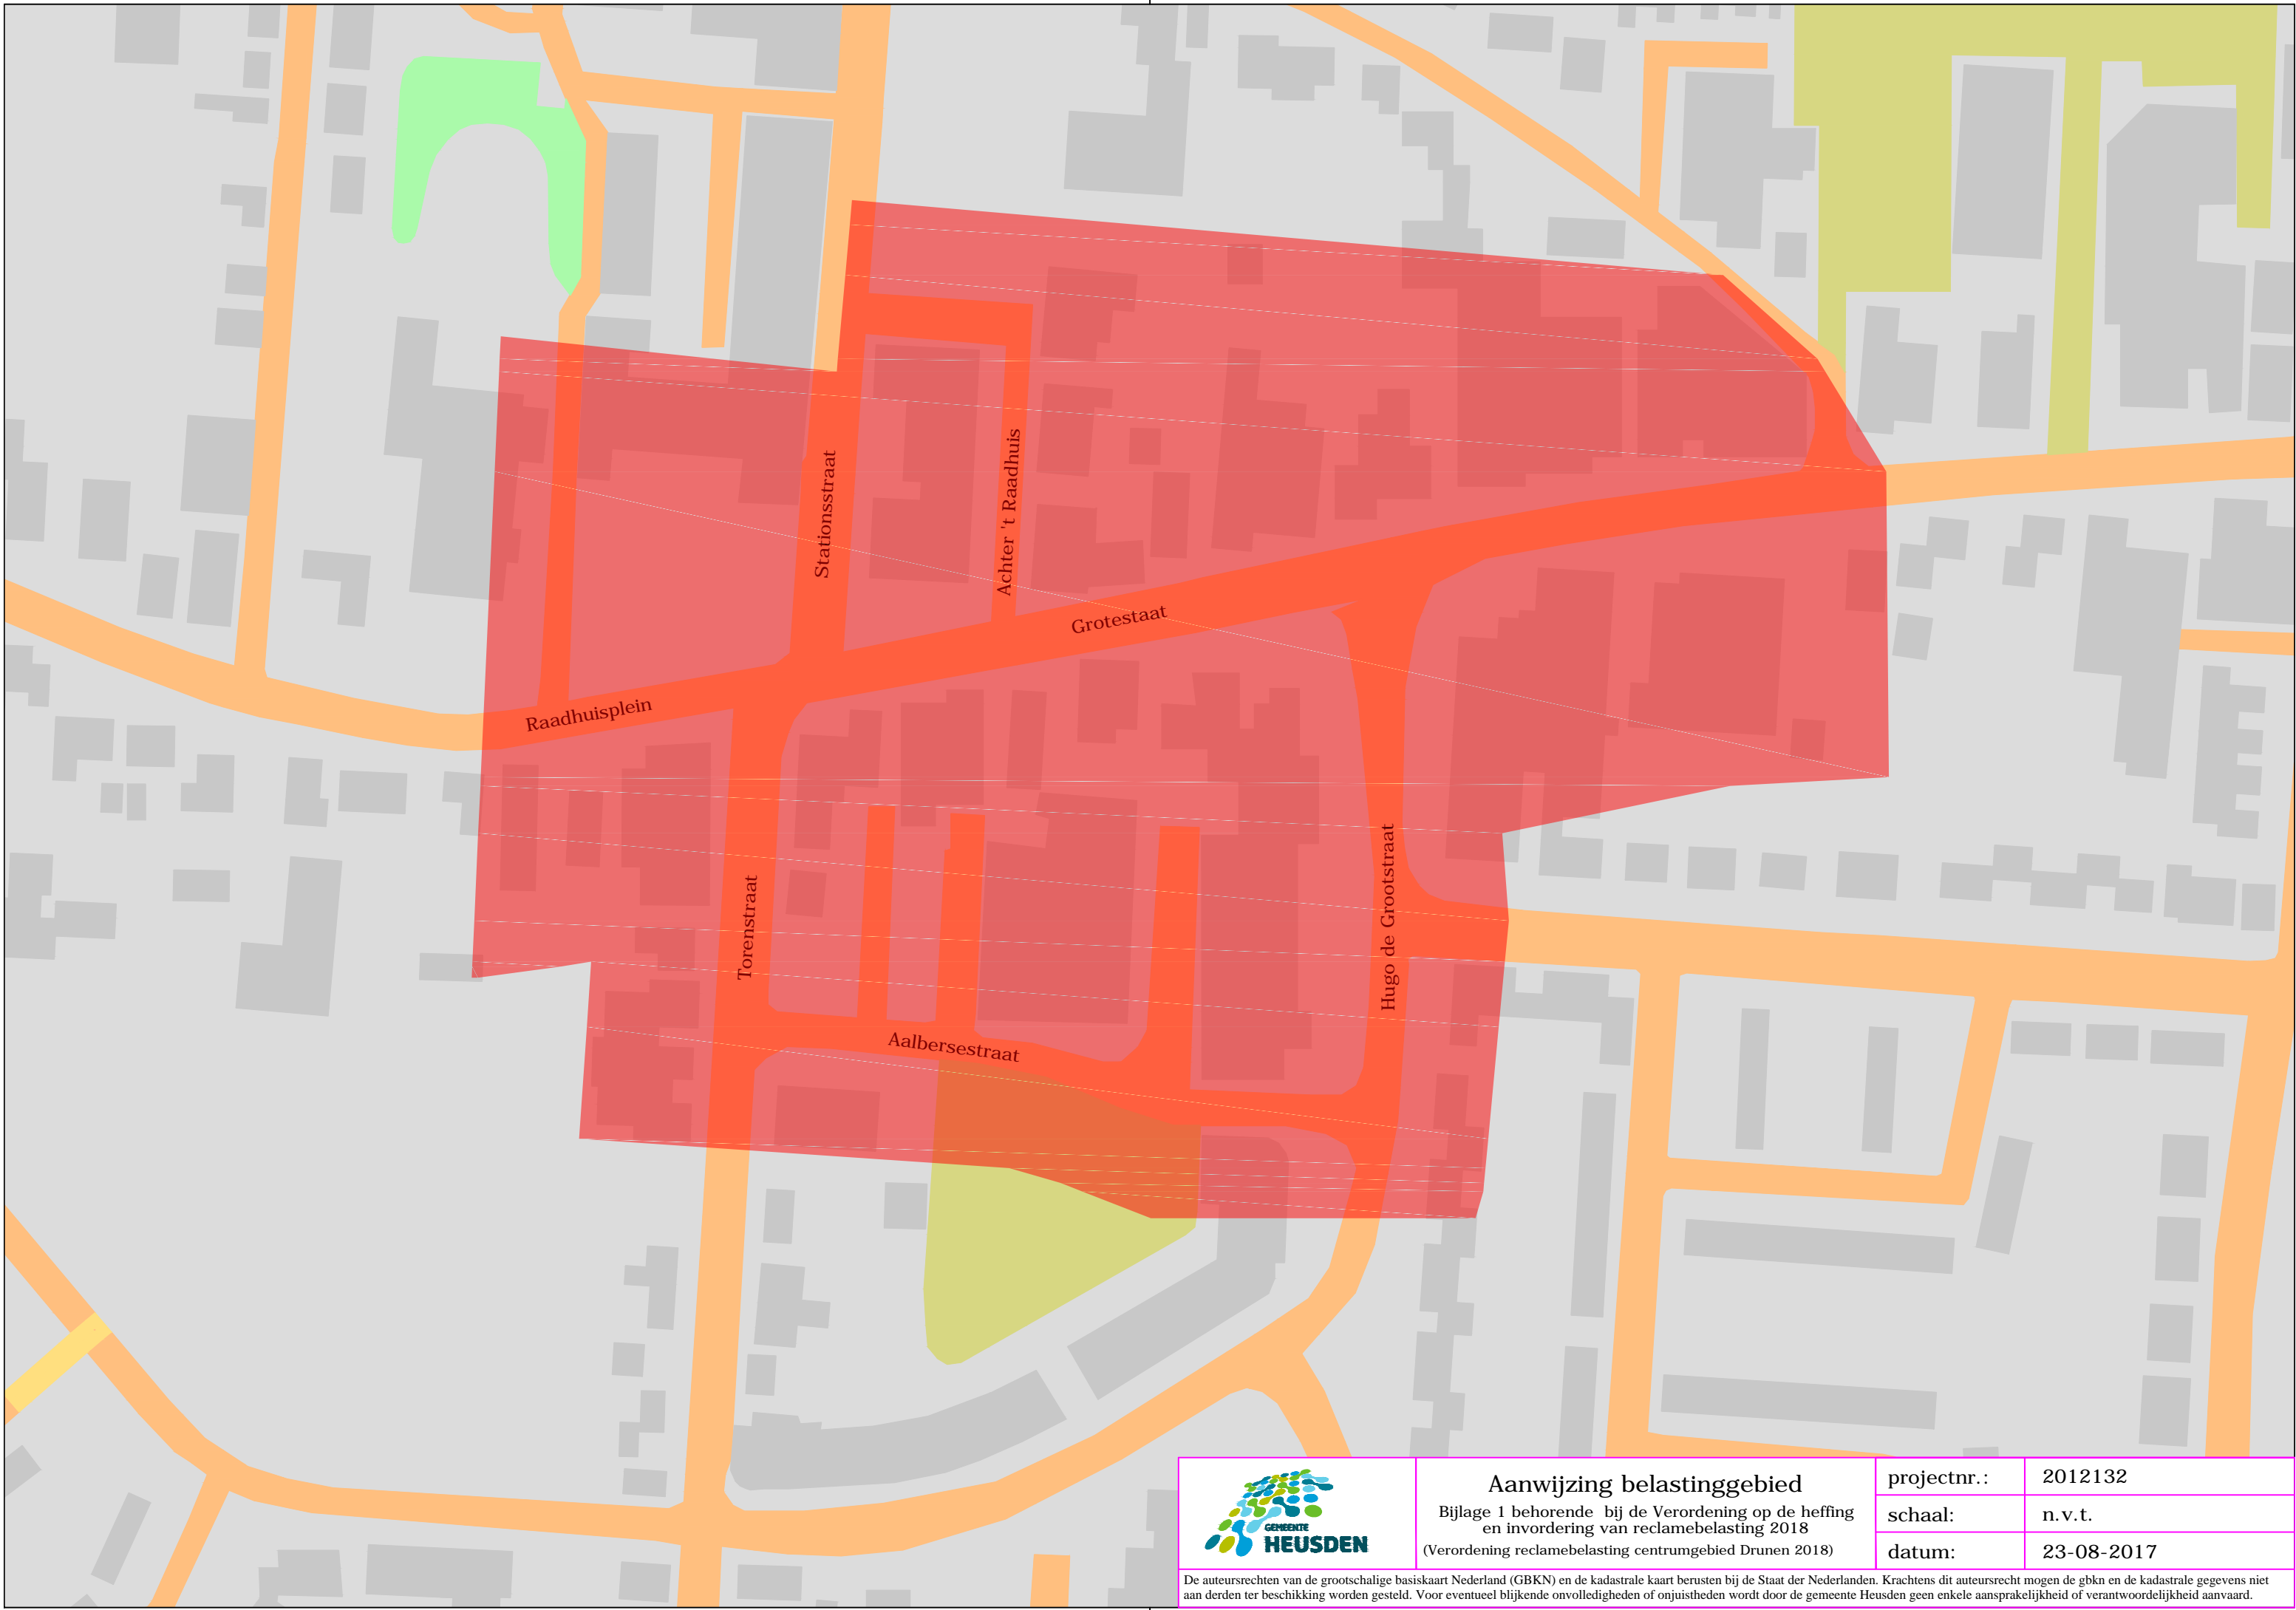 Stationsstraat
Achter 't Raadhuis
Grotestaat
Raadhuisplein
Torenstraat
Hugo de Grootstraat
Aalbersestraat
GEMEENTE
HEUSDEN
Aanwijzing belastinggebied
Bijlage 1 behorende bij de Verordening op de heffing
en invordering van reclamebelasting 2018
(Verordening reclamebelasting centrumgebied Drunen 2018)
projectnr.: 2012132
schaal: n.v.t.
datum: 23-08-2017
De auteursrechten van de grootschalige basiskaart Nederland (GBKN) en de kadastrale kaart berusten bij de Staat der Nederlanden. Krachtens dit auteursrecht mogen de gbkn en de kadastrale gegevens niet
aan derden ter beschikking worden gesteld. Voor eventueel blijkende onvolledigheden of onjuistheden wordt door de gemeente Heusden geen enkele aansprakelijkheid of verantwoordelijkheid aanvaard.